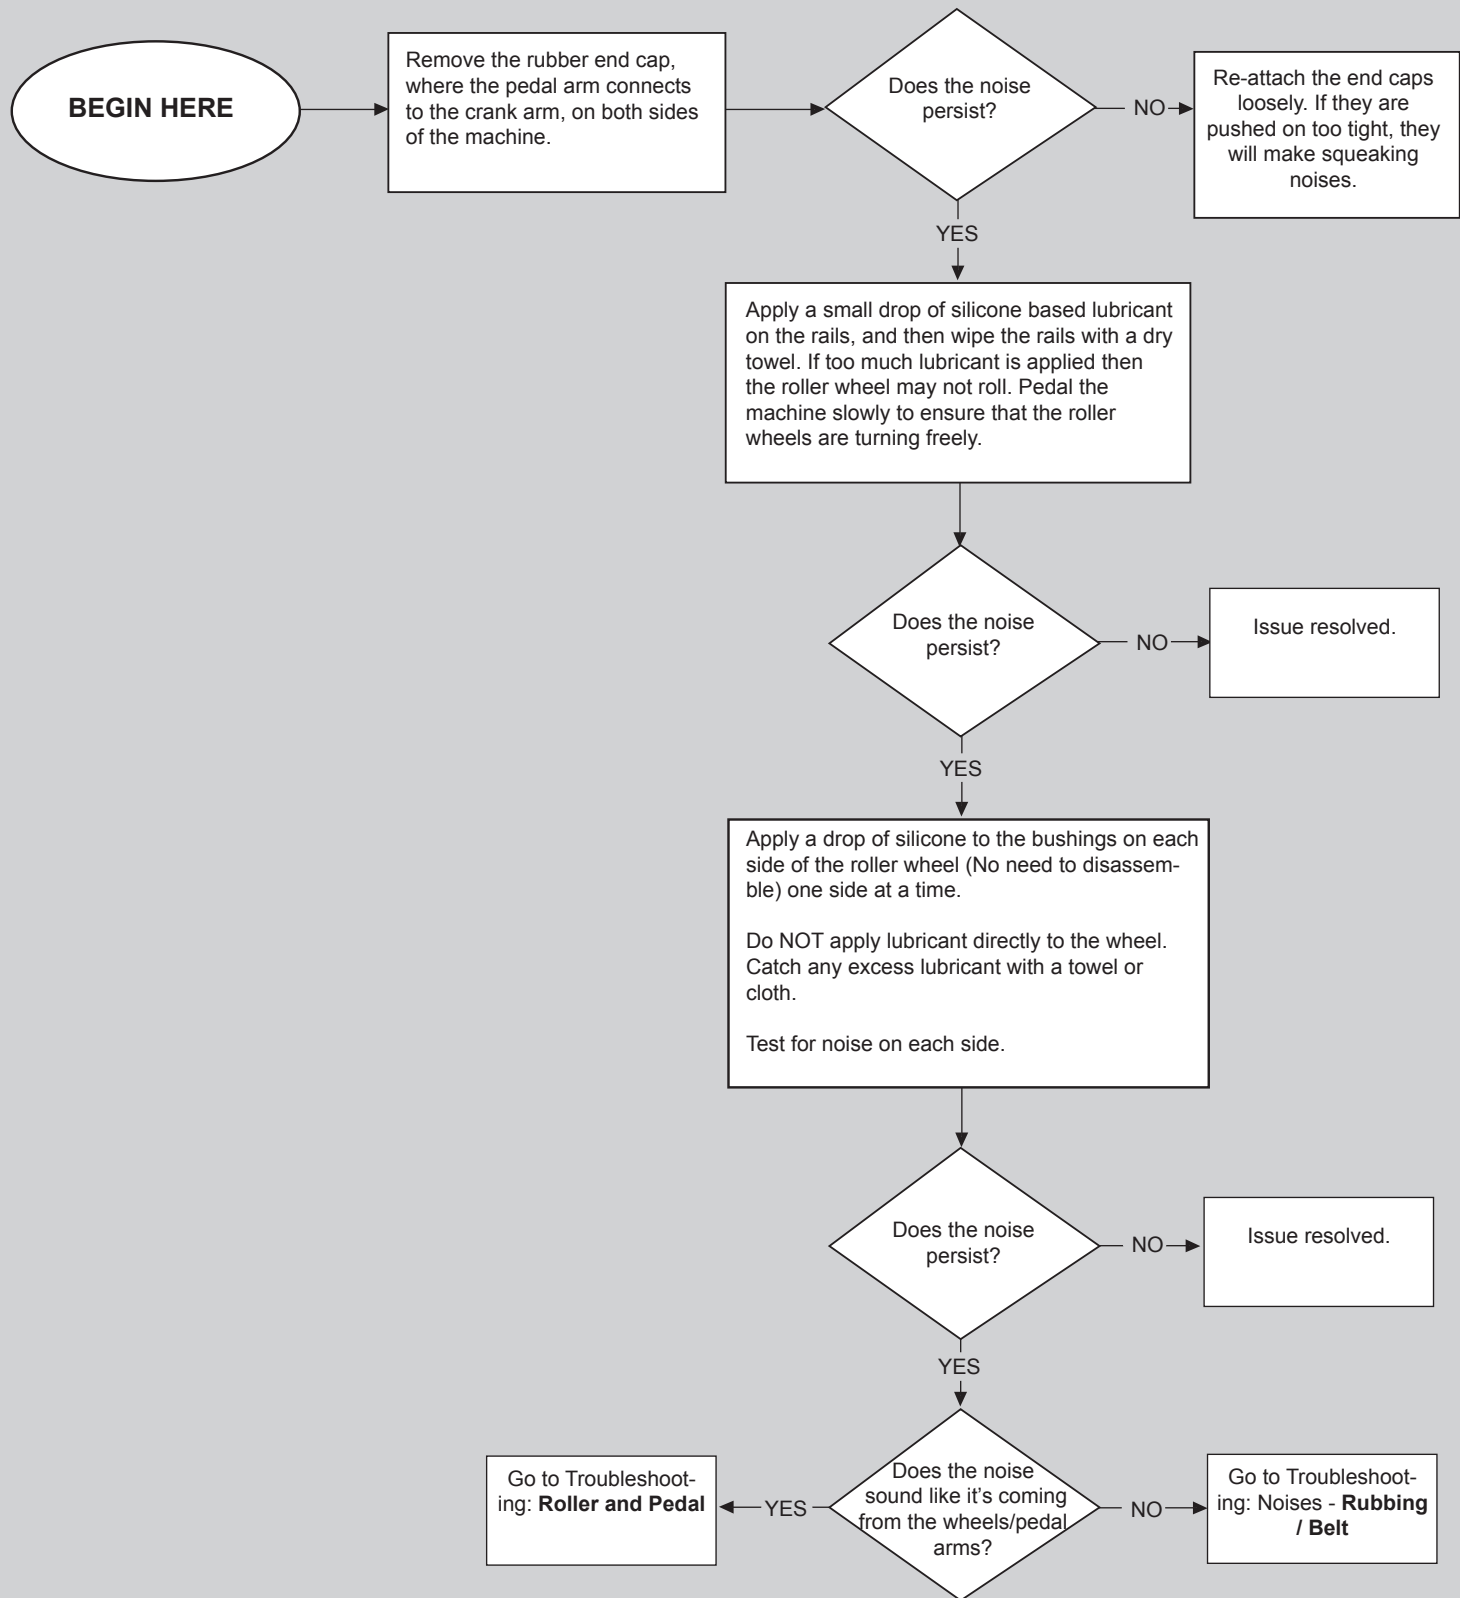 BEGIN HERE
Remove the rubber end cap,
where the pedal arm connects
to the crank arm, on both sides
of the machine.
Does the noise
persist?
NO
Re-attach the end caps
loosely. If they are
pushed on too tight, they
will make squeaking
noises.
YES
Apply a small drop of silicone based lubricant
on the rails, and then wipe the rails with a dry
towel. If too much lubricant is applied then
the roller wheel may not roll. Pedal the
machine slowly to ensure that the roller
wheels are turning freely.
Does the noise
persist?
NO
Issue resolved.
YES
Apply a drop of silicone to the bushings on each
side of the roller wheel (No need to disassem-
ble) one side at a time.
Do NOT apply lubricant directly to the wheel.
Catch any excess lubricant with a towel or
cloth.
Test for noise on each side.
Does the noise
persist?
NO
Issue resolved.
YES
Does the noise
sound like it's coming
from the wheels/pedal
arms?
YES
Go to Troubleshoot-
ing: Roller and Pedal
NO
Go to Troubleshoot-
ing: Noises - Rubbing
/ Belt